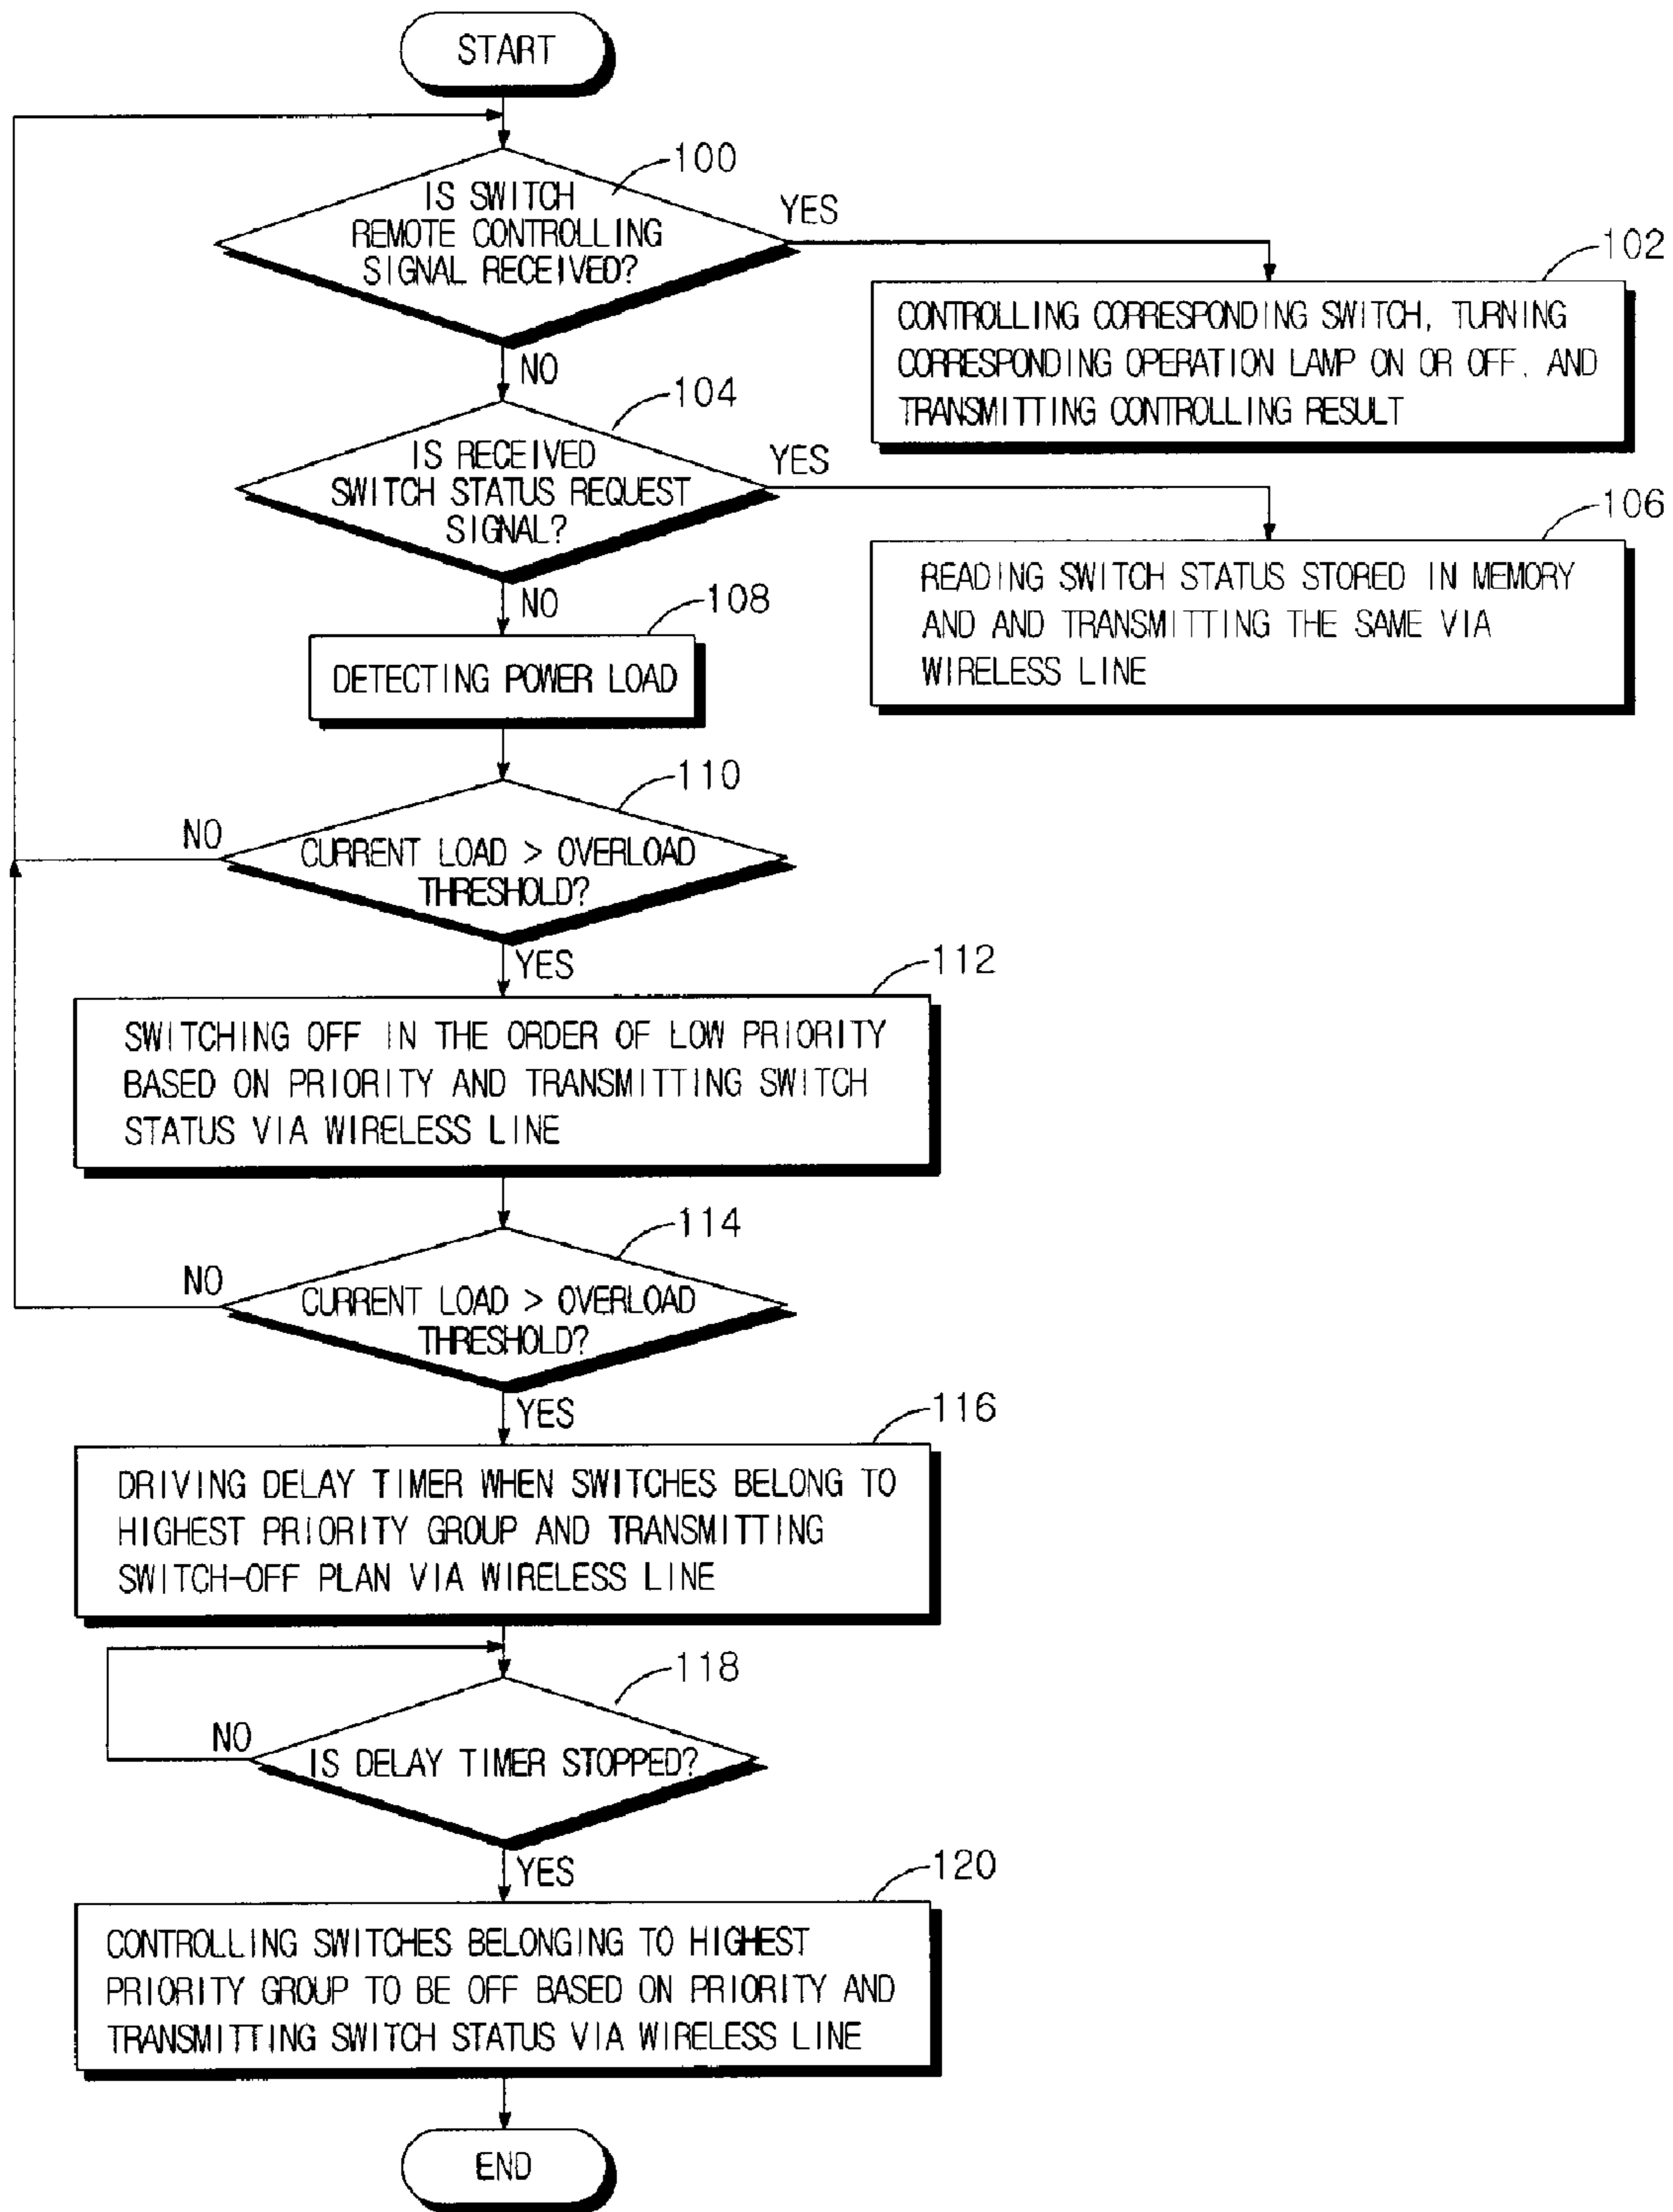 START
100
IS SWITCH
REMOTE CONTROLLING
SIGNAL RECEIVED?
YES
NO
102
CONTROLLING CORRESPONDING SWITCH, TURNING
CORRESPONDING OPERATION LAMP ON OR OFF, AND
TRANSMITTING CONTROLLING RESULT
104
IS RECEIVED
SWITCH STATUS REQUEST
SIGNAL?
YES
NO
106
READING SWITCH STATUS STORED IN MEMORY
AND AND TRANSMITTING THE SAME VIA
WIRELESS LINE
108
DETECTING POWER LOAD
110
CURRENT LOAD > OVERLOAD
THRESHOLD?
NO
YES
112
SWITCHING OFF IN THE ORDER OF LOW PRIORITY
BASED ON PRIORITY AND TRANSMITTING SWITCH
STATUS VIA WIRELESS LINE
114
CURRENT LOAD > OVERLOAD
THRESHOLD?
NO
YES
116
DRIVING DELAY TIMER WHEN SWITCHES BELONG TO
HIGHEST PRIORITY GROUP AND TRANSMITTING
SWITCH-OFF PLAN VIA WIRELESS LINE
118
IS DELAY TIMER STOPPED?
NO
YES
120
CONTROLLING SWITCHES BELONGING TO HIGHEST
PRIORITY GROUP TO BE OFF BASED ON PRIORITY AND
TRANSMITTING SWITCH STATUS VIA WIRELESS LINE
END